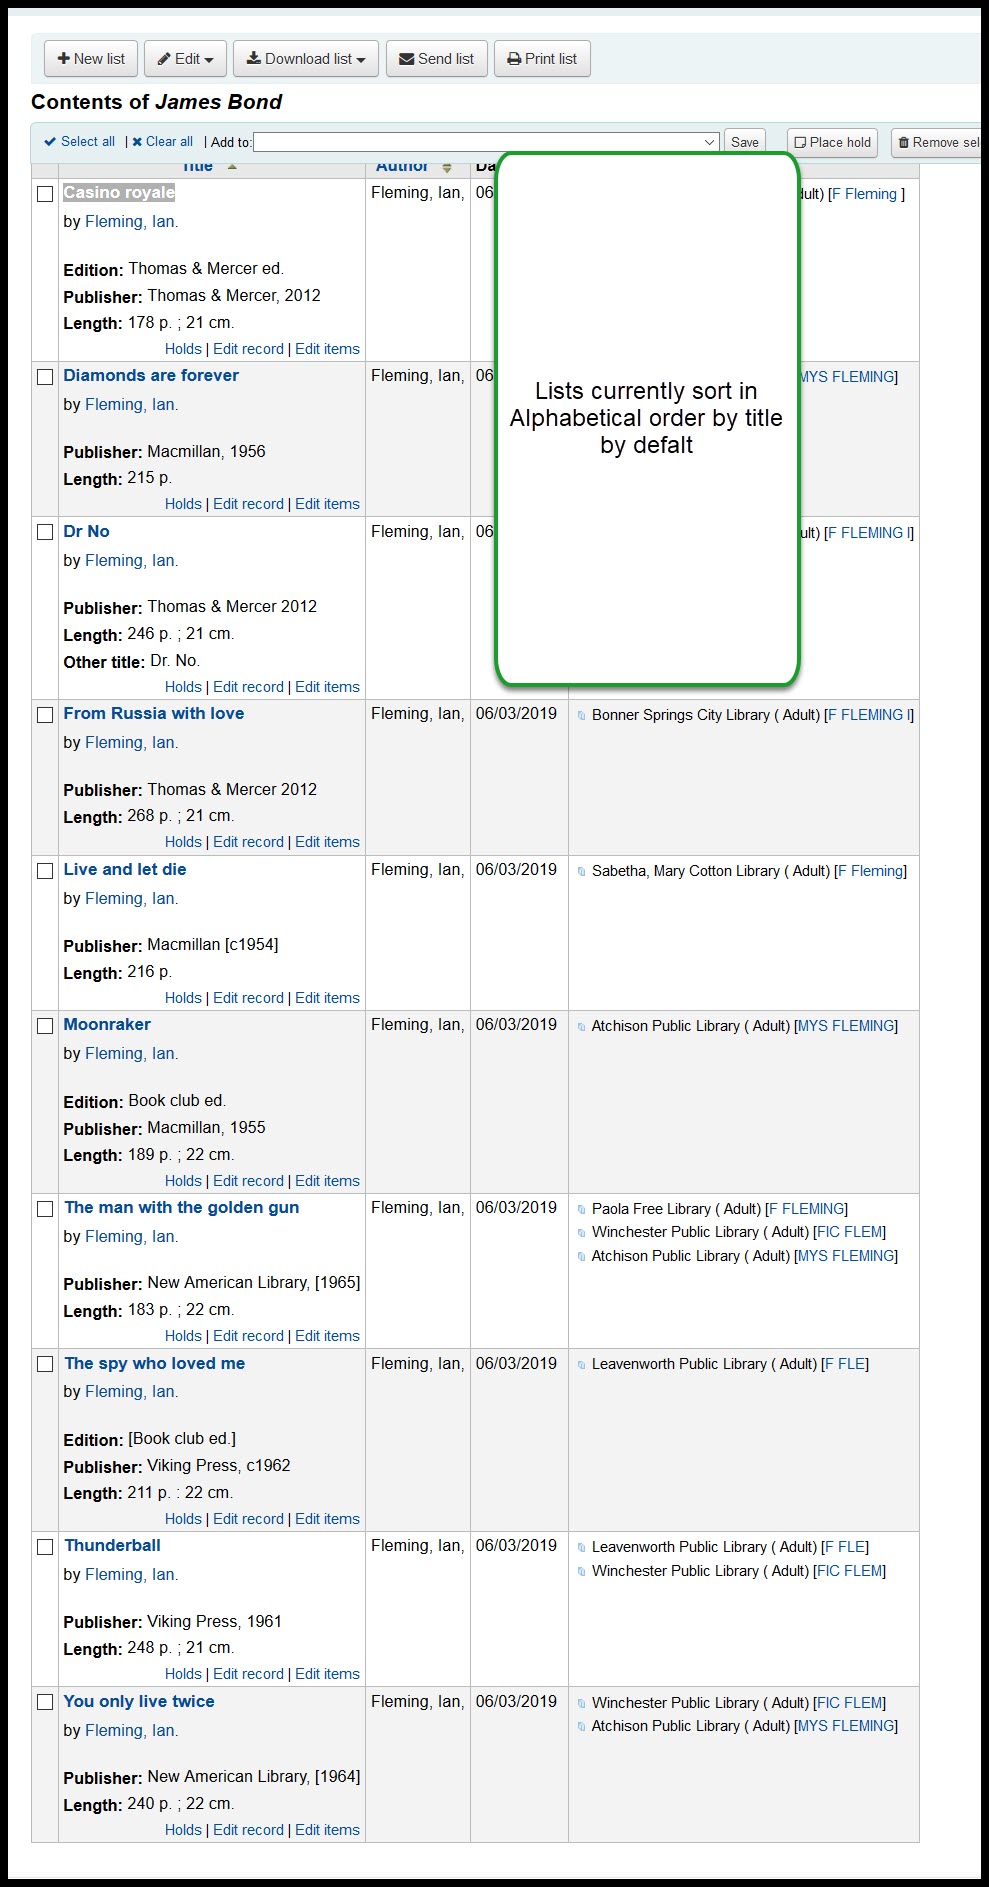 New list Edit Download list Send list Print list
Contents of James Bond
Select all | Clear all | Add to: Save Place hold Remove sel
Title Author Da
Casino royale Fleming, Ian, 06 dult) [F Fleming ]
by Fleming, Ian.
Edition: Thomas & Mercer ed.
Publisher: Thomas & Mercer, 2012
Length: 178 p. ; 21 cm.
Holds | Edit record | Edit items
Diamonds are forever Fleming, Ian, 06 MYS FLEMING]
by Fleming, Ian.
Publisher: Macmillan, 1956
Length: 215 p.
Holds | Edit record | Edit items
Lists currently sort in
Alphabetical order by title
by defalt
Dr No Fleming, Ian, 06 ult) [F FLEMING I]
by Fleming, Ian.
Publisher: Thomas & Mercer 2012
Length: 246 p. ; 21 cm.
Other title: Dr. No.
Holds | Edit record | Edit items
From Russia with love Fleming, Ian, 06/03/2019 Bonner Springs City Library ( Adult) [F FLEMING I]
by Fleming, Ian.
Publisher: Thomas & Mercer 2012
Length: 268 p. ; 21 cm.
Holds | Edit record | Edit items
Live and let die Fleming, Ian, 06/03/2019 Sabetha, Mary Cotton Library ( Adult) [F Fleming]
by Fleming, Ian.
Publisher: Macmillan [c1954]
Length: 216 p.
Holds | Edit record | Edit items
Moonraker Fleming, Ian, 06/03/2019 Atchison Public Library ( Adult) [MYS FLEMING]
by Fleming, Ian.
Edition: Book club ed.
Publisher: Macmillan, 1955
Length: 189 p. ; 22 cm.
Holds | Edit record | Edit items
The man with the golden gun Fleming, Ian, 06/03/2019 Paola Free Library ( Adult) [F FLEMING]
by Fleming, Ian. Winchester Public Library ( Adult) [FIC FLEM]
Atchison Public Library ( Adult) [MYS FLEMING]
Publisher: New American Library, [1965]
Length: 183 p. ; 22 cm.
Holds | Edit record | Edit items
The spy who loved me Fleming, Ian, 06/03/2019 Leavenworth Public Library ( Adult) [F FLE]
by Fleming, Ian.
Edition: [Book club ed.]
Publisher: Viking Press, c1962
Length: 211 p. : 22 cm.
Holds | Edit record | Edit items
Thunderball Fleming, Ian, 06/03/2019 Leavenworth Public Library ( Adult) [F FLE]
by Fleming, Ian. Winchester Public Library ( Adult) [FIC FLEM]
Publisher: Viking Press, 1961
Length: 248 p. ; 21 cm.
Holds | Edit record | Edit items
You only live twice Fleming, Ian, 06/03/2019 Winchester Public Library ( Adult) [FIC FLEM]
by Fleming, Ian. Atchison Public Library ( Adult) [MYS FLEMING]
Publisher: New American Library, [1964]
Length: 240 p. ; 22 cm.
Holds | Edit record | Edit items